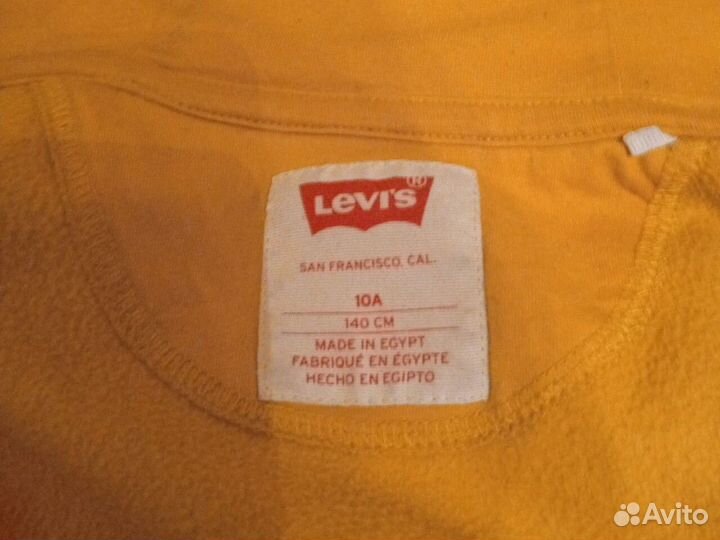 Levi's ®
SAN FRANCISCO, CAL.
10A
140 CM
MADE IN EGYPT
FABRIQUÉ EN ÉGYPTE
HECHO EN EGIPTO
Avito